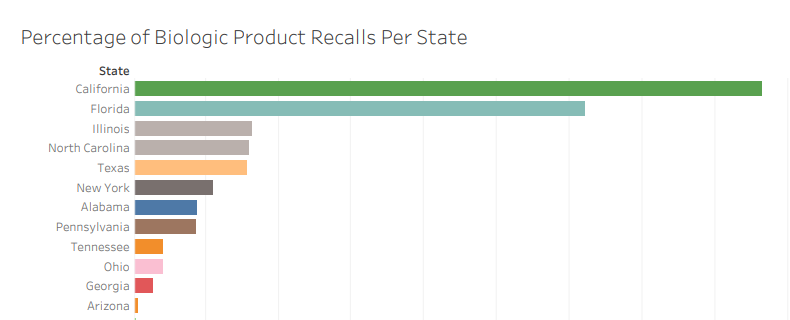 Percentage of Biologic Product Recalls Per State
State
California
Florida
Illinois
North Carolina
Texas
New York
Alabama
Pennsylvania
Tennessee
Ohio
Georgia
Arizona